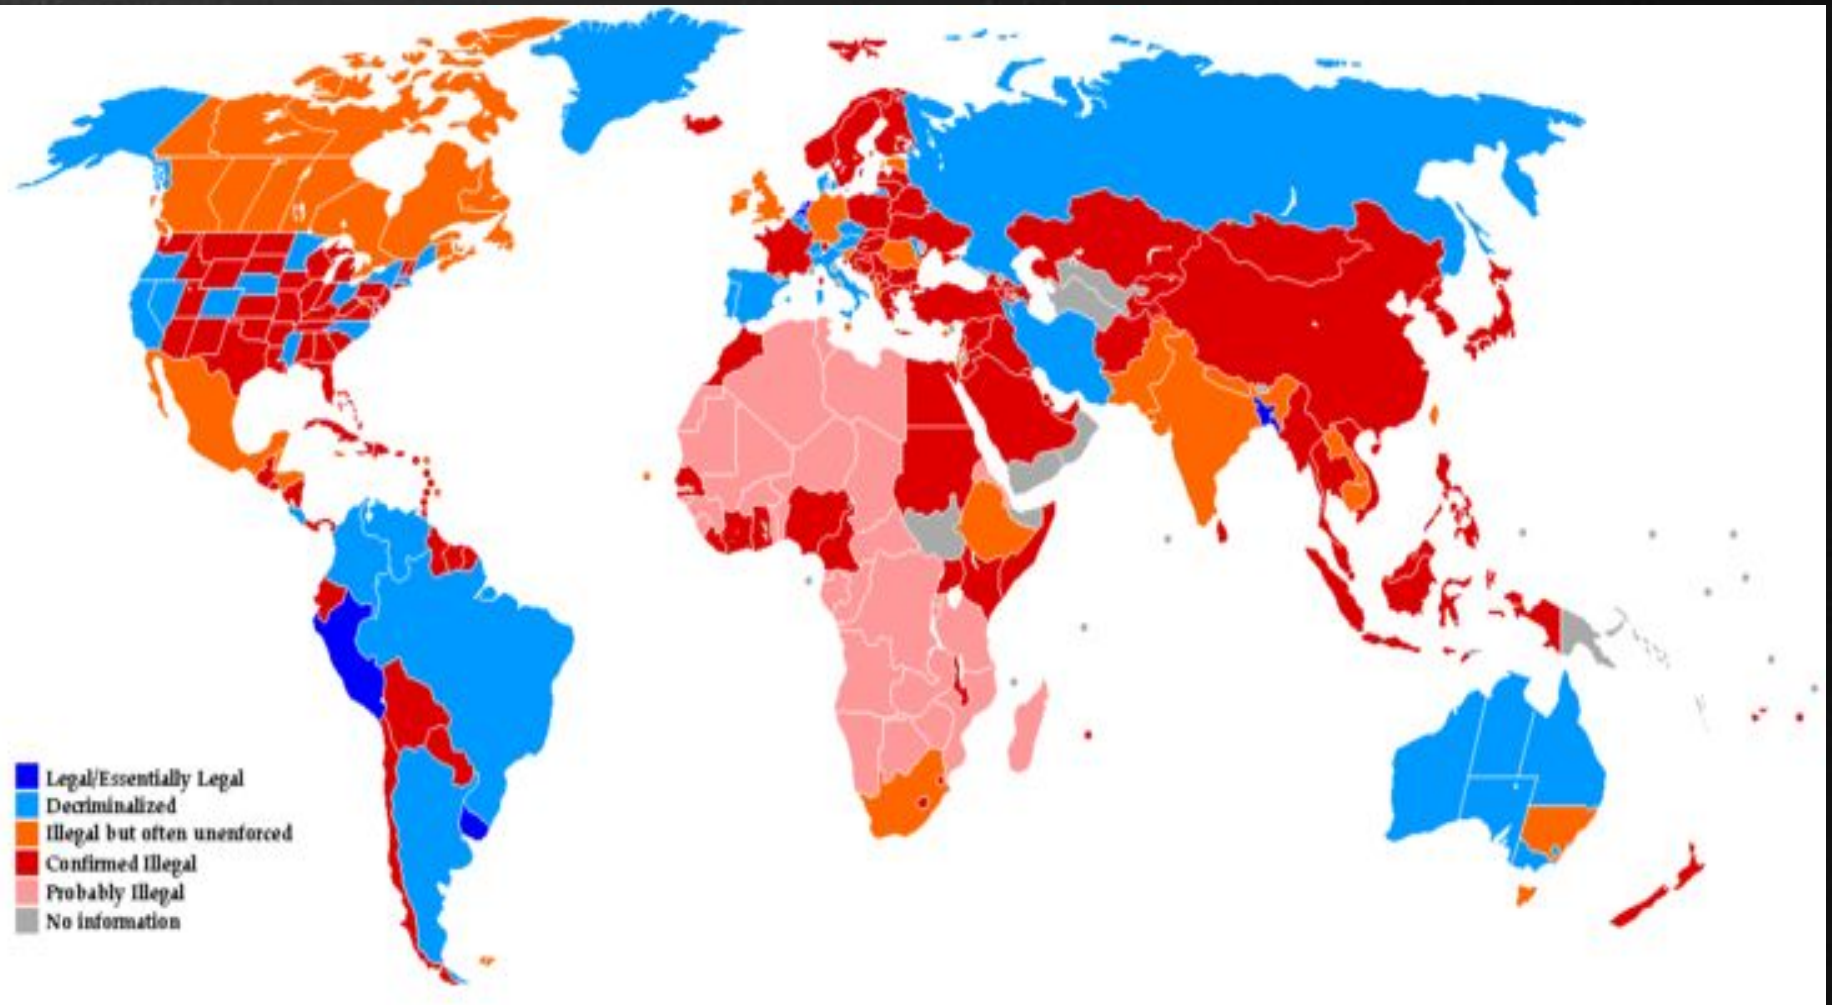 Legal/Essentially Legal
Decriminalized
Illegal but often unenforced
Confirmed Illegal
Probably Illegal
No information